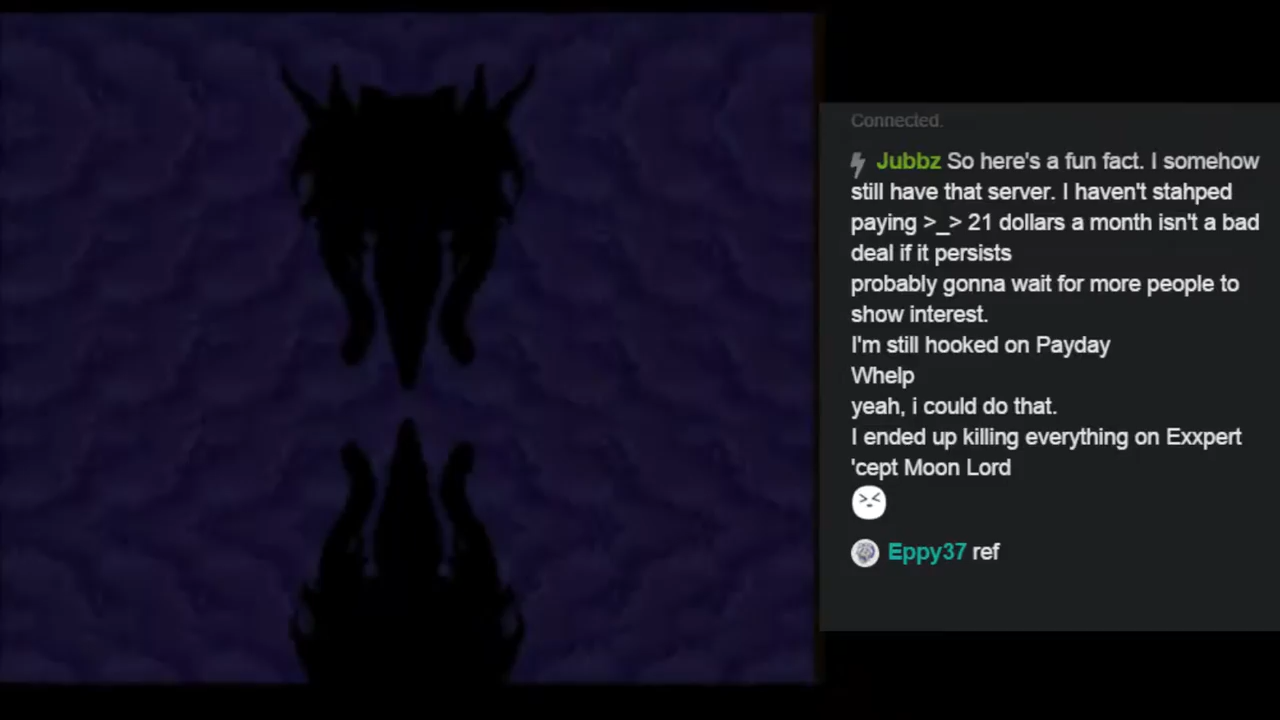 Connected.
Jubbz So here's a fun fact. I somehow
still have that server. I haven't stahped
paying >_> 21 dollars a month isn't a bad
deal if it persists
probably gonna wait for more people to
show interest.
I'm still hooked on Payday
Whelp
yeah, i could do that.
I ended up killing everything on Exxpert
'cept Moon Lord
Eppy37 ref